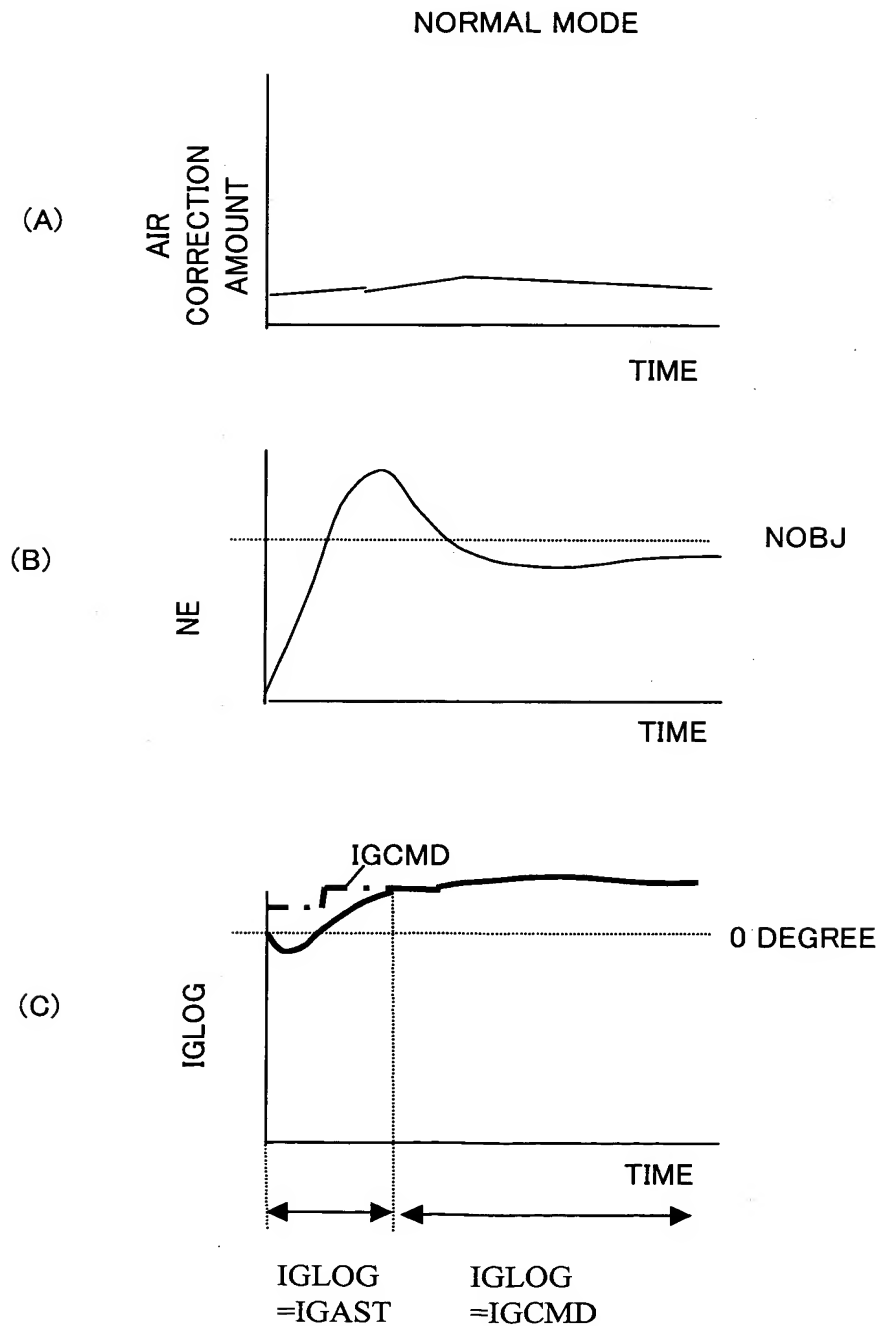 NORMAL MODE
(A)
AIR
CORRECTION
AMOUNT
TIME
(B)
NE
NOBJ
TIME
IGCMD
0 DEGREE
(C)
IGLOG
TIME
IGLOG
=IGAST
IGLOG
=IGCMD